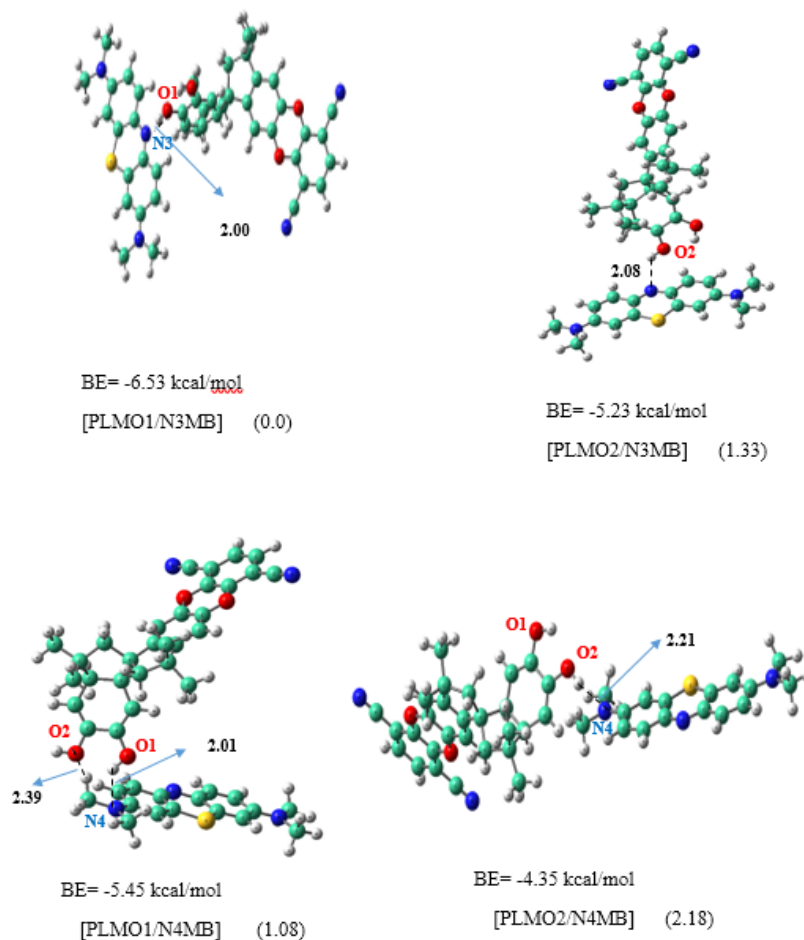 O1
N3
2.00
BE= -6.53 kcal/mol
[PLMO1/N3MB] (0.0)
O2
2.08
BE= -5.23 kcal/mol
[PLMO2/N3MB] (1.33)
O2
O1
2.01
2.39
N4
BE= -5.45 kcal/mol
[PLMO1/N4MB] (1.08)
O1
O2
2.21
N4
BE= -4.35 kcal/mol
[PLMO2/N4MB] (2.18)